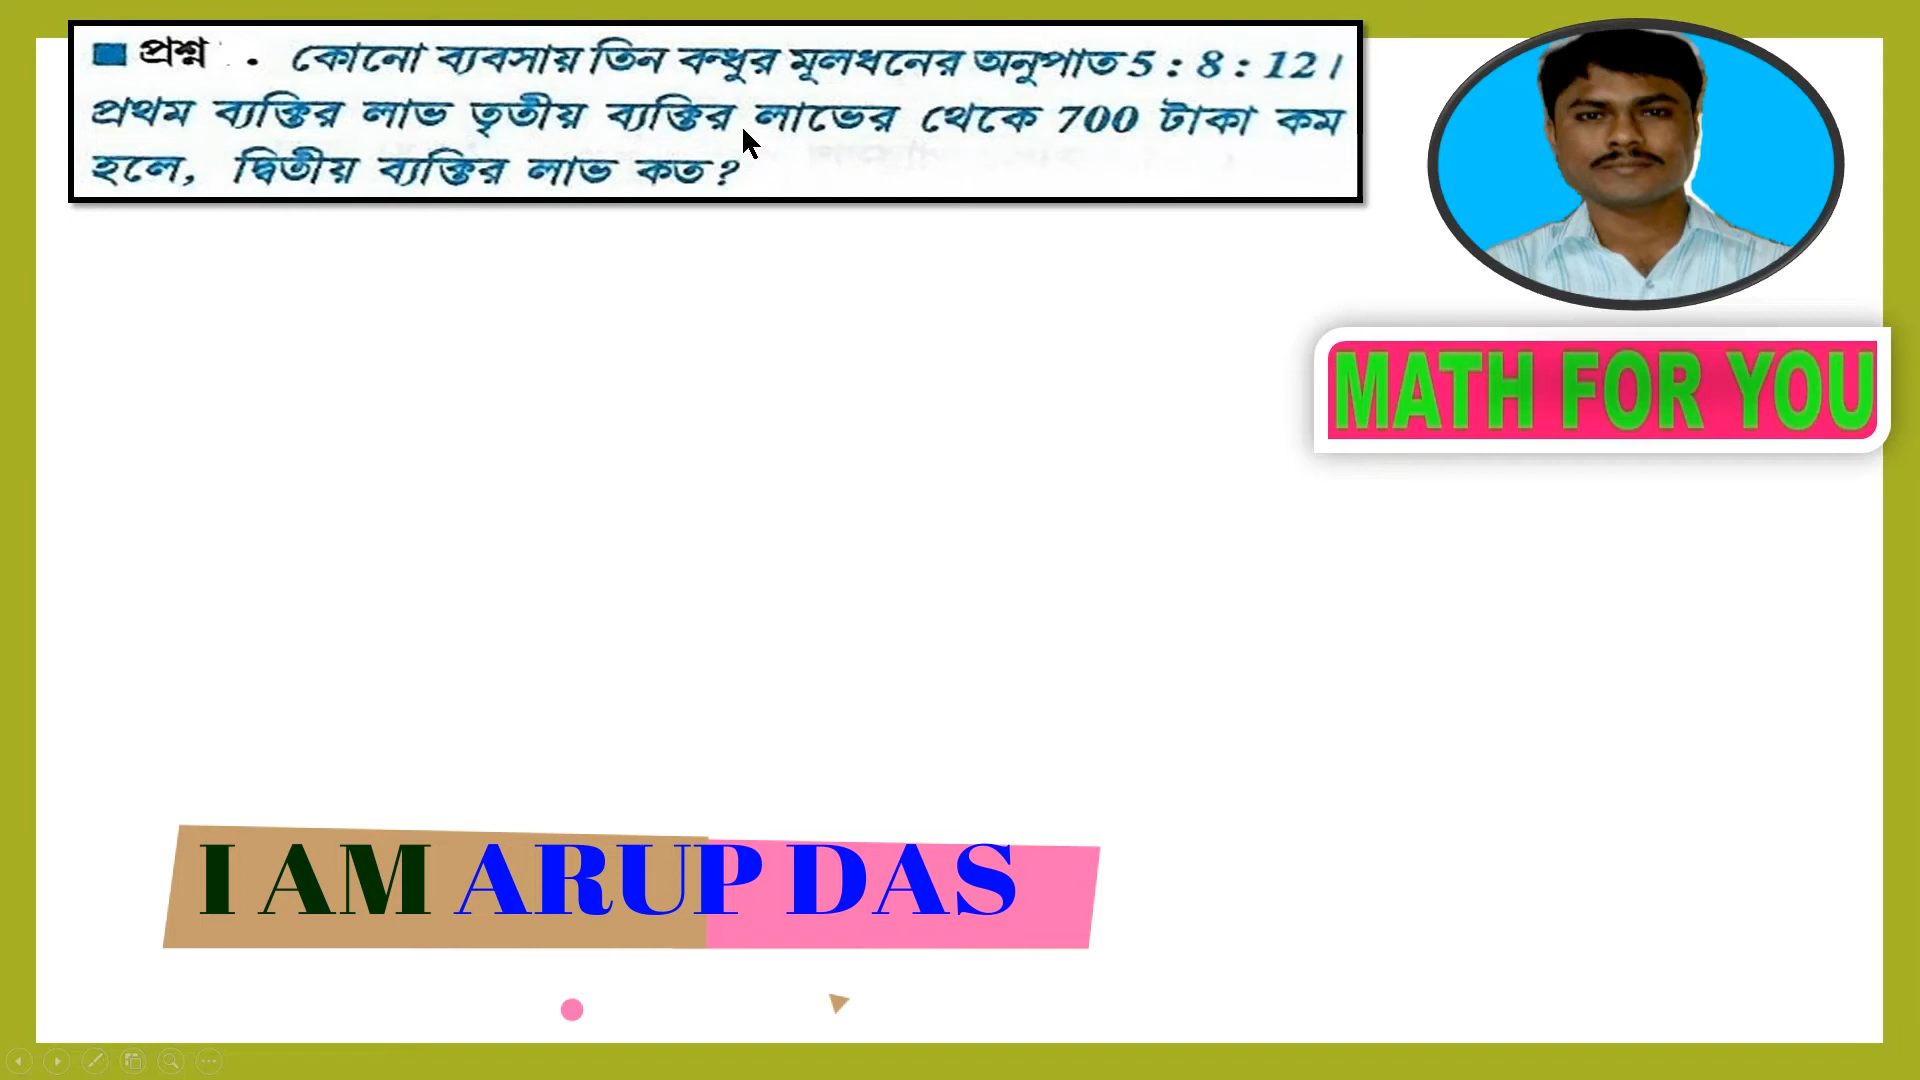 প্রশ্ন . কোনো ব্যবসায় তিন বন্ধুর মূলধনের অনুপাত 5 : 8 : 12।
প্রথম ব্যক্তির লাভ তৃতীয় ব্যক্তির লাভের থেকে 700 টাকা কম
হলে, দ্বিতীয় ব্যক্তির লাভ কত?
MATH FOR YOU
I AM ARUP DAS